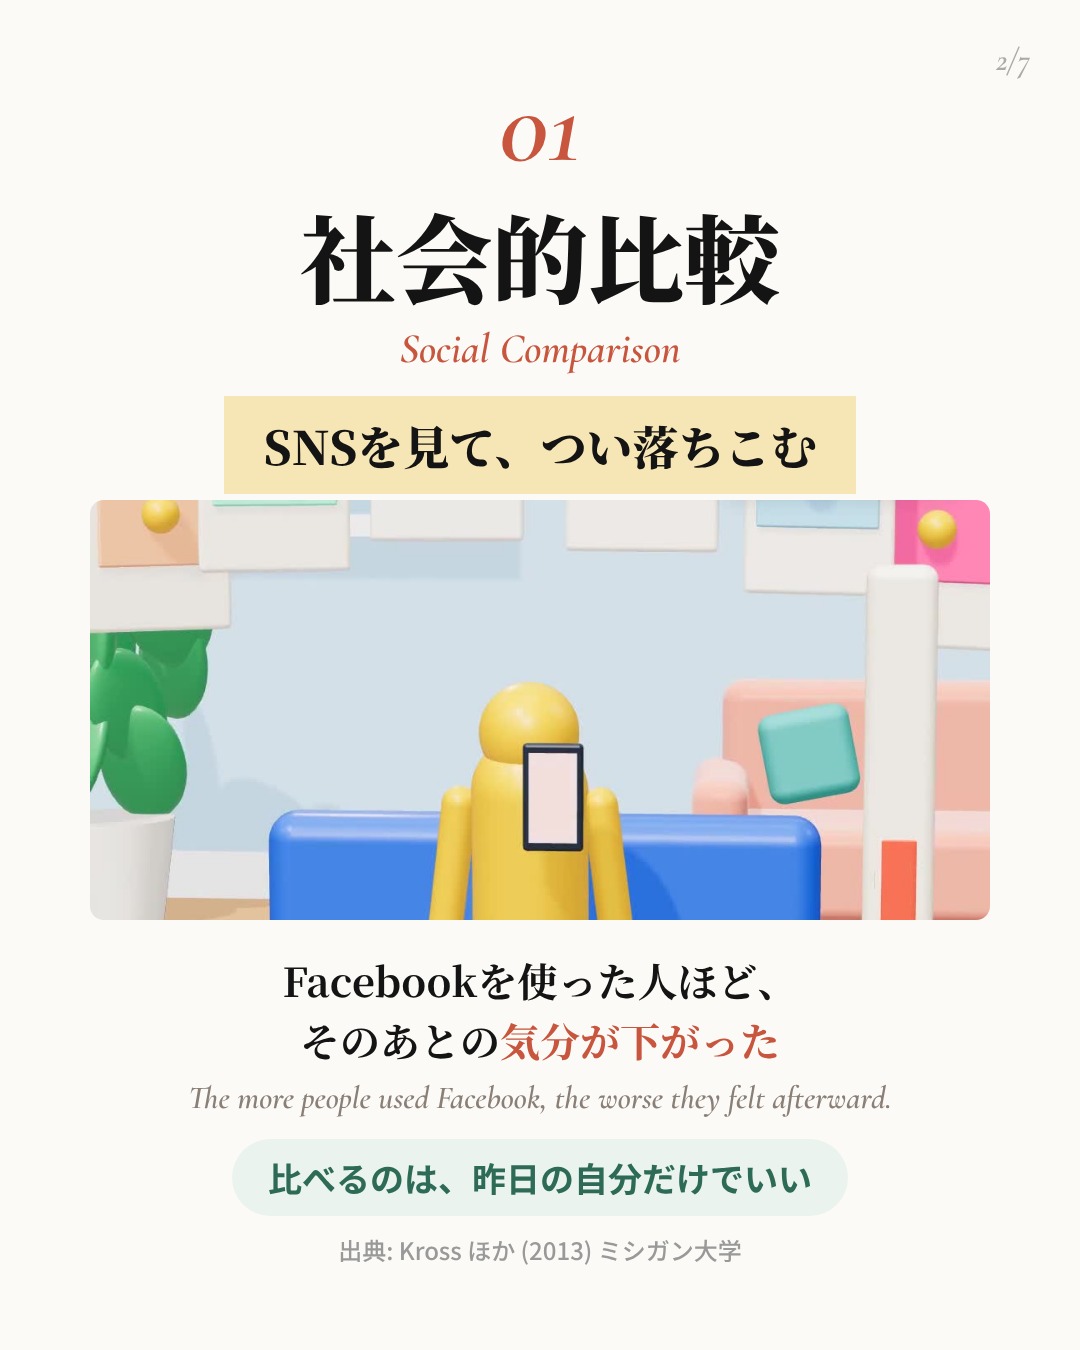 2/7
01
社会的比較
Social Comparison
SNSを見て、つい落ちこむ
Facebookを使った人ほど、
そのあとの気分が下がった
The more people used Facebook, the worse they felt afterward.
比べるのは、昨日の自分だけでいい
出典: Kross ほか (2013) ミシガン大学